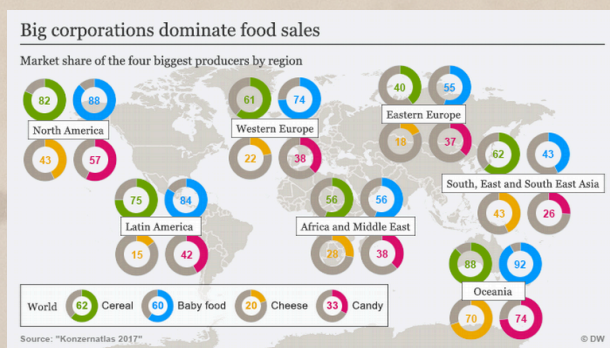 Big corporations dominate food sales
Market share of the four biggest producers by region
82 88
North America
43 57
61 74
Western Europe
22 38
40 55
Eastern Europe
18 37
62 43
South, East and South East Asia
43 26
75 84
Latin America
15 42
56 56
Africa and Middle East
28 38
88 92
Oceania
70 74
World 62 Cereal 60 Baby food 20 Cheese 33 Candy
Source: "Konzernatlas 2017" © DW